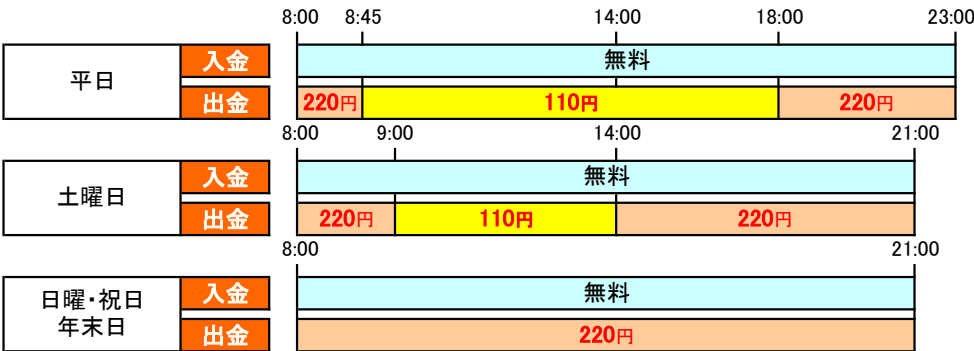 8:00 8:45 14:00 18:00 23:00
平日 入金 無料
出金 220円 110円 220円
8:00 9:00 14:00 21:00
土曜日 入金 無料
出金 220円 110円 220円
8:00 21:00
日曜・祝日 入金 無料
年末日 出金 220円